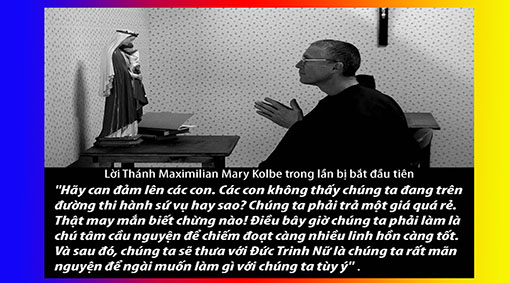 Lời Thánh Maximilian Mary Kolbe trong lần bị bắt đầu tiên
"Hãy can đảm lên các con. Các con không thấy chúng ta đang trên
đường thi hành sứ vụ hay sao? Chúng ta phải trả một giá quá rẻ.
Thật may mắn biết chừng nào! Điều bây giờ chúng ta phải làm là
chú tâm cầu nguyện để chiếm đoạt càng nhiều linh hồn càng tốt.
Và sau đó, chúng ta sẽ thưa với Đức Trinh Nữ là chúng ta rất mãn
nguyện để ngài muốn làm gì với chúng ta tùy ý" .